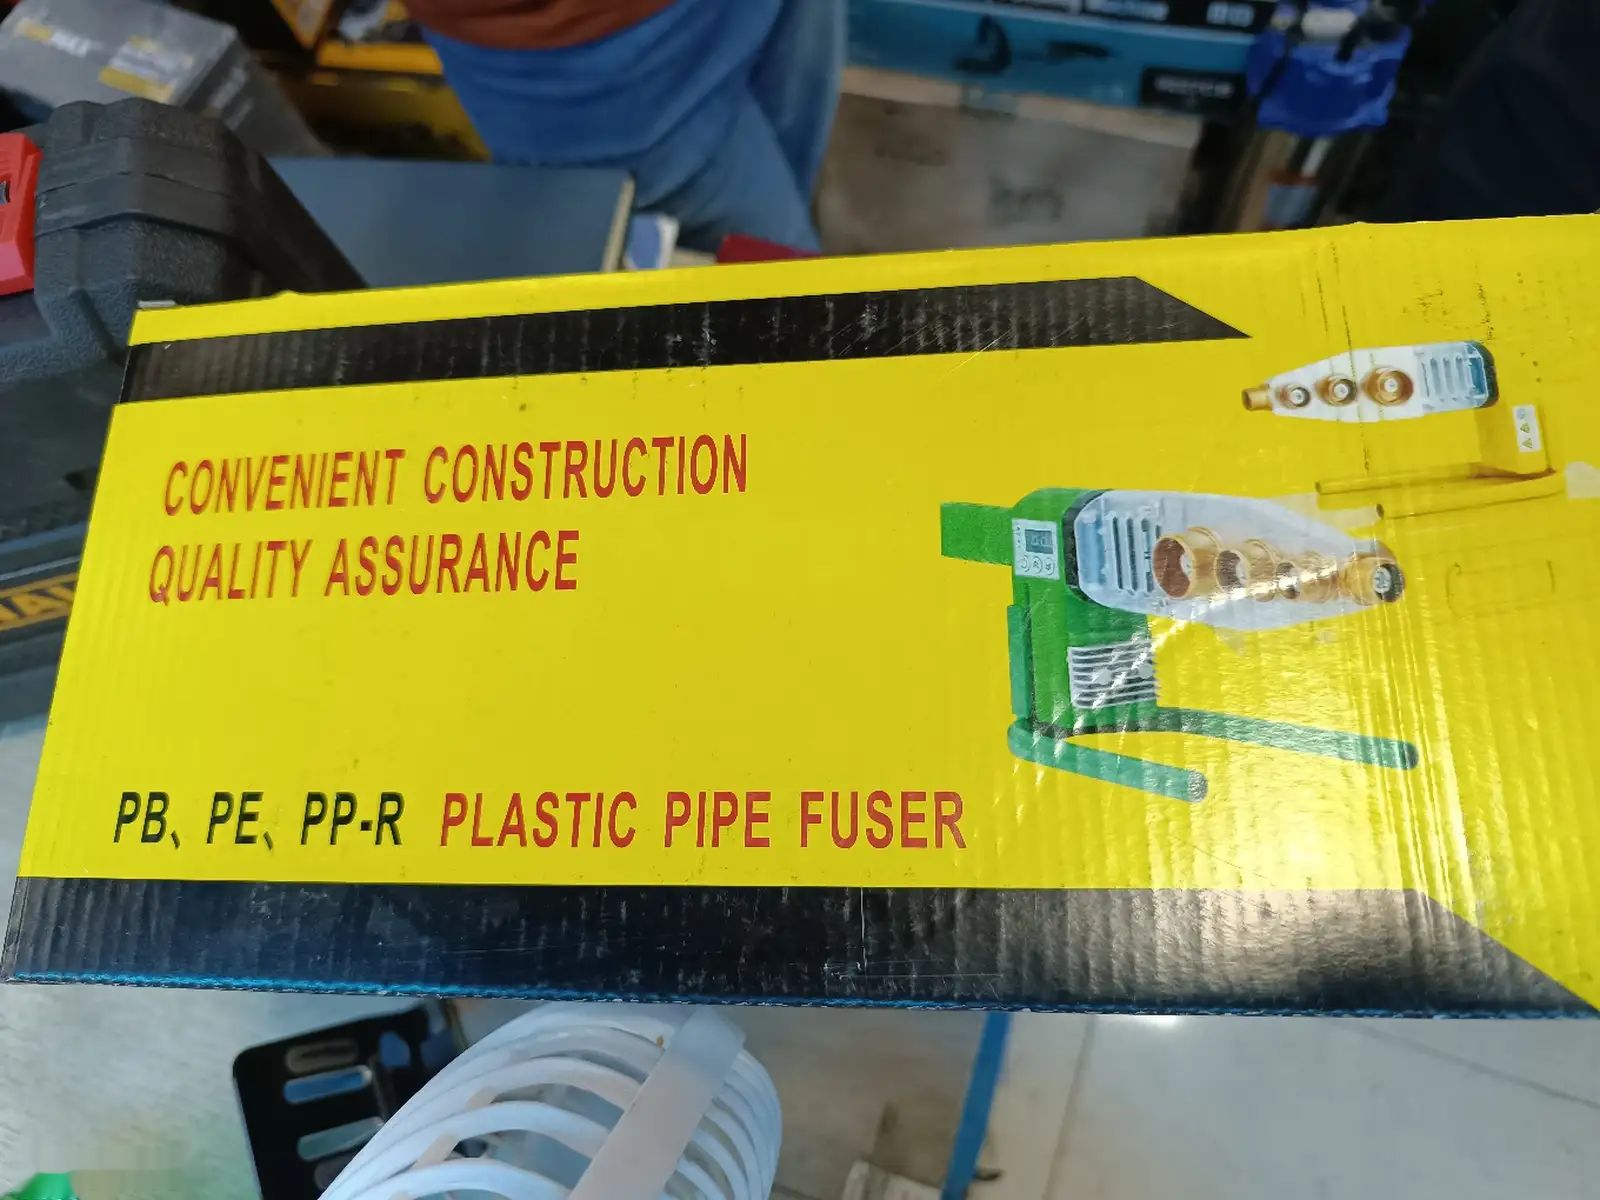 CONVENIENT CONSTRUCTION
QUALITY ASSURANCE
PB、PE、PP-R PLASTIC PIPE FUSER